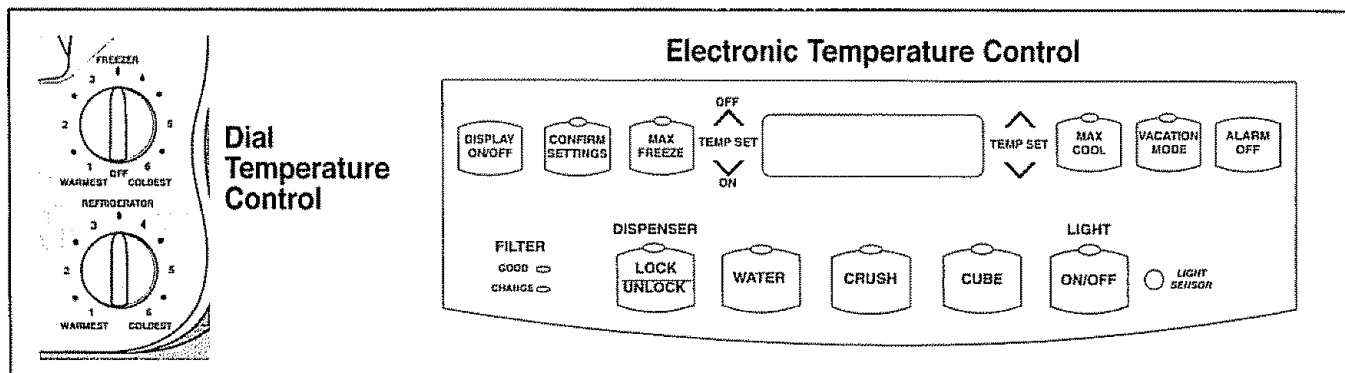 Electronic Temperature Control
FREEZER
3 4
2 5
1 OFF 6
WARMEST COLDEST
REFRIGERATOR
3 4
2 5
1 6
WARMEST COLDEST
Dial
Temperature
Control
DISPLAY
ON/OFF
CONFIRM
SETTINGS
MAX
FREEZE
OFF
TEMP SET
ON
TEMP SET
MAX
COOL
VACATION
MODE
ALARM
OFF
FILTER
GOOD
CHANGE
DISPENSER
LOCK
UNLOCK
WATER
CRUSH
CUBE
LIGHT
ON/OFF
LIGHT
SENSOR